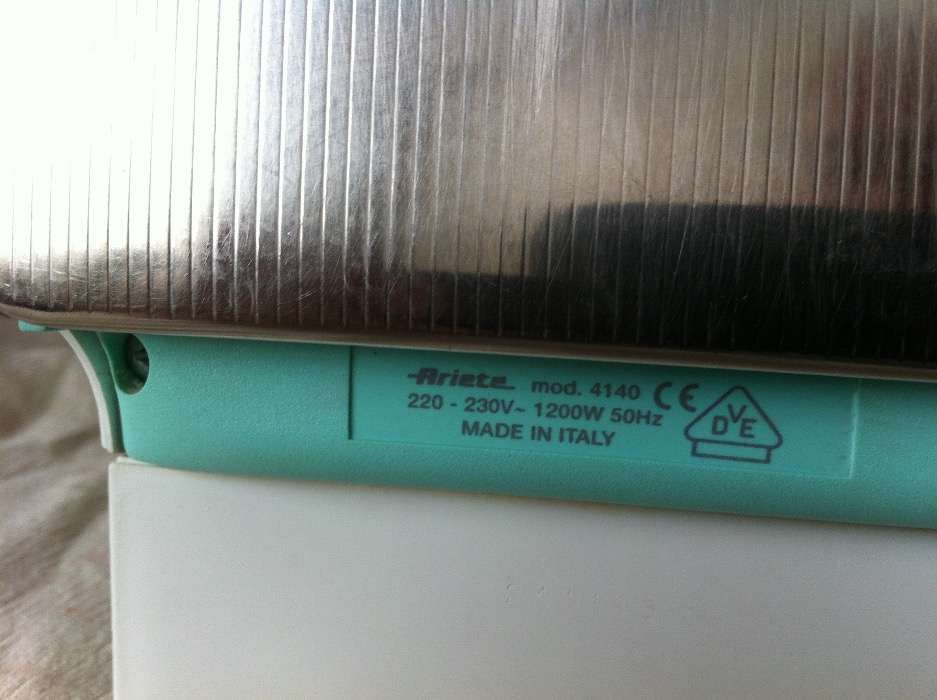 Ariete mod. 4140 CE
220 - 230V~ 1200W 50Hz
MADE IN ITALY
DVE